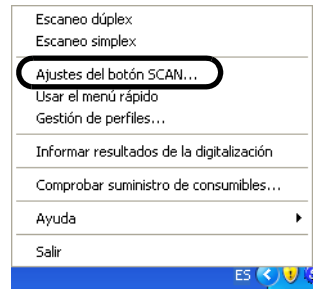 Escaneo dúplex
Escaneo simplex
Ajustes del botón SCAN...
Usar el menú rápido
Gestión de perfiles...
Informar resultados de la digitalización
Comprobar suministro de consumibles...
Ayuda
Salir
ES